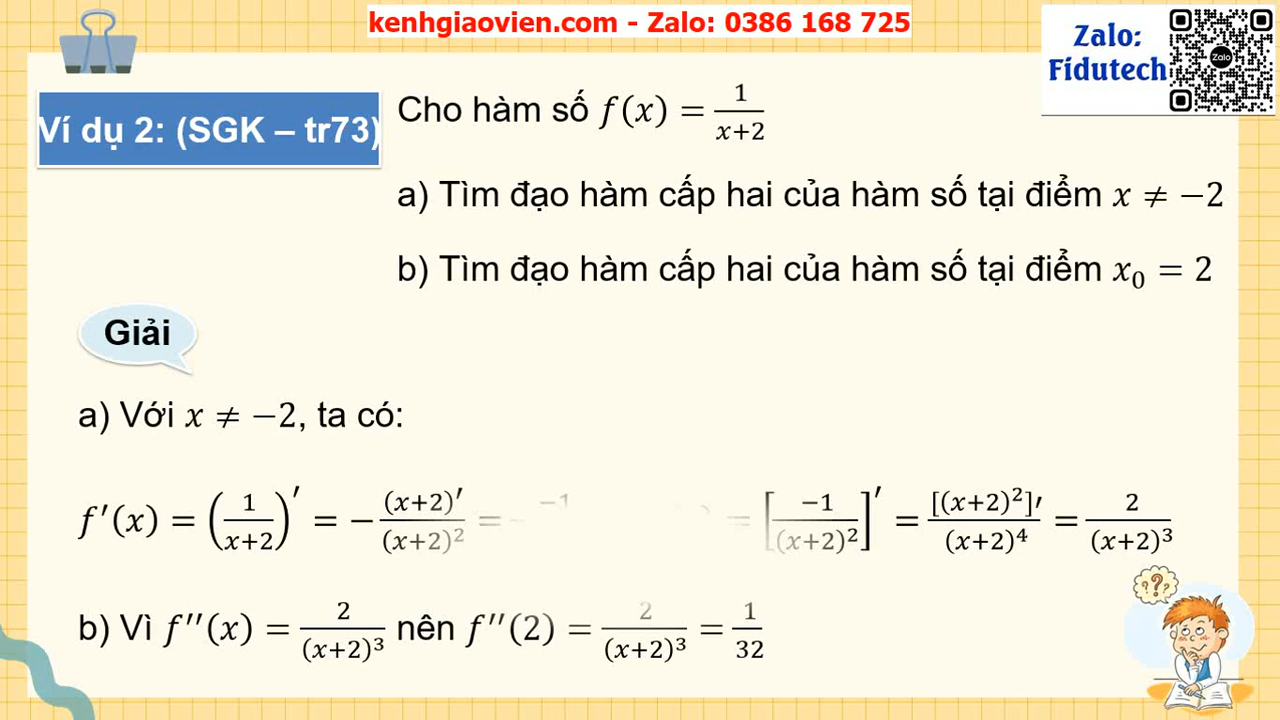 kenhgiaovien.com - Zalo: 0386 168 725
Zalo:
Fidutech
Zalo
Ví dụ 2: (SGK – tr73)
Cho hàm số f(x) = 1/(x+2)
a) Tìm đạo hàm cấp hai của hàm số tại điểm x ≠ −2
b) Tìm đạo hàm cấp hai của hàm số tại điểm x₀ = 2
Giải
a) Với x ≠ −2, ta có:
f′(x) = (1/(x+2))′ = −(x+2)′/(x+2)² = −1 = [−1/(x+2)²]′ = [(x+2)²]′/(x+2)⁴ = 2/(x+2)³
b) Vì f′′(x) = 2/(x+2)³ nên f′′(2) = 2/(x+2)³ = 1/32